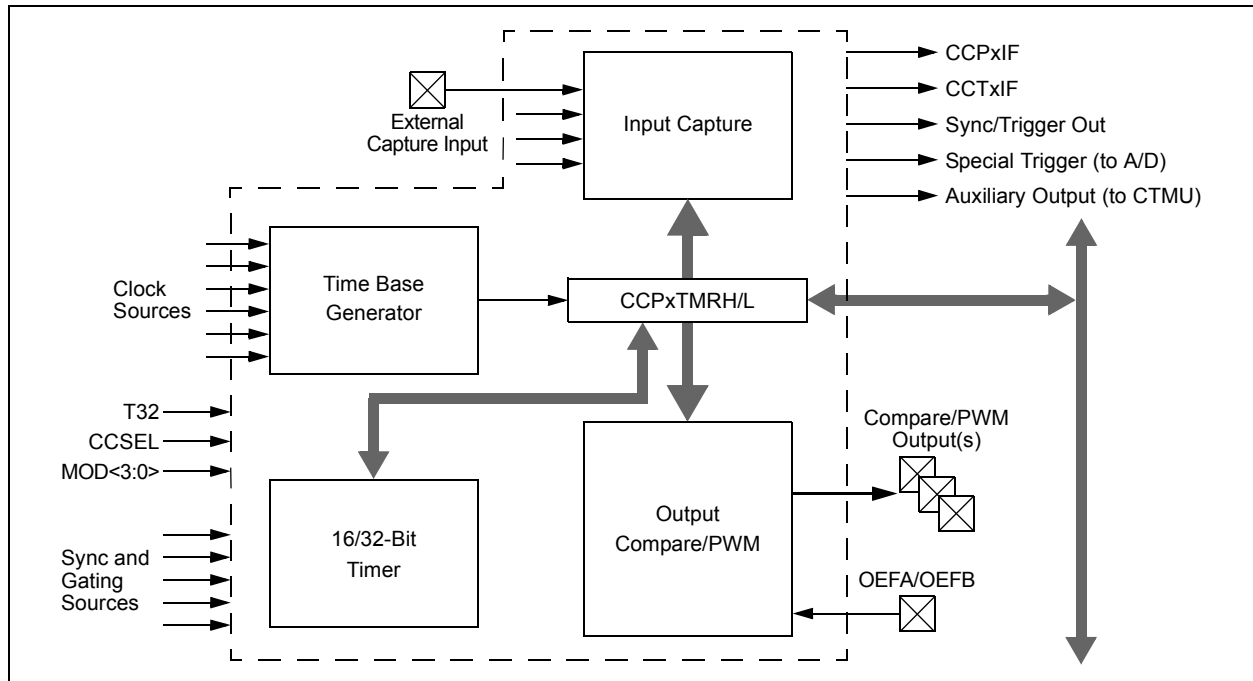 CCPxIF
CCTxIF
Sync/Trigger Out
Special Trigger (to A/D)
Auxiliary Output (to CTMU)
External
Capture Input
Input Capture
Clock
Sources
Time Base
Generator
CCPxTMRH/L
T32
CCSEL
MOD<3:0>
Sync and
Gating
Sources
16/32-Bit
Timer
Output
Compare/PWM
Compare/PWM
Output(s)
OEFA/OEFB